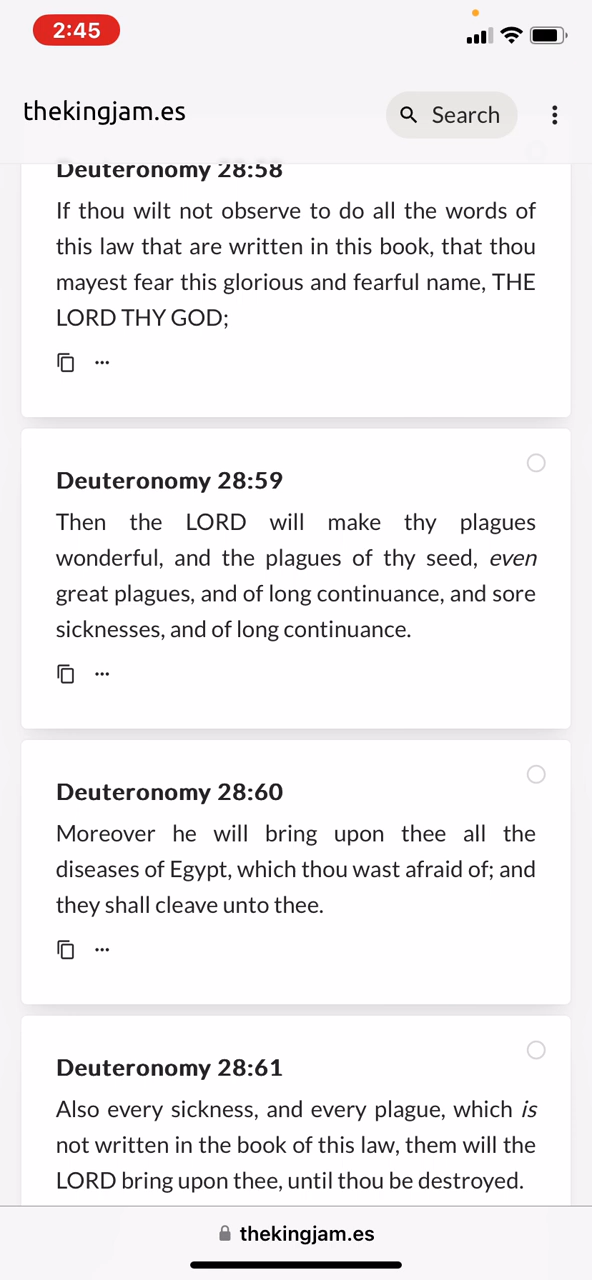 2:45
thekingjam.es
Search
Deuteronomy 28:58
If thou wilt not observe to do all the words of
this law that are written in this book, that thou
mayest fear this glorious and fearful name, THE
LORD THY GOD;
Deuteronomy 28:59
Then the LORD will make thy plagues
wonderful, and the plagues of thy seed, even
great plagues, and of long continuance, and sore
sicknesses, and of long continuance.
Deuteronomy 28:60
Moreover he will bring upon thee all the
diseases of Egypt, which thou wast afraid of; and
they shall cleave unto thee.
Deuteronomy 28:61
Also every sickness, and every plague, which is
not written in the book of this law, them will the
LORD bring upon thee, until thou be destroyed.
thekingjam.es